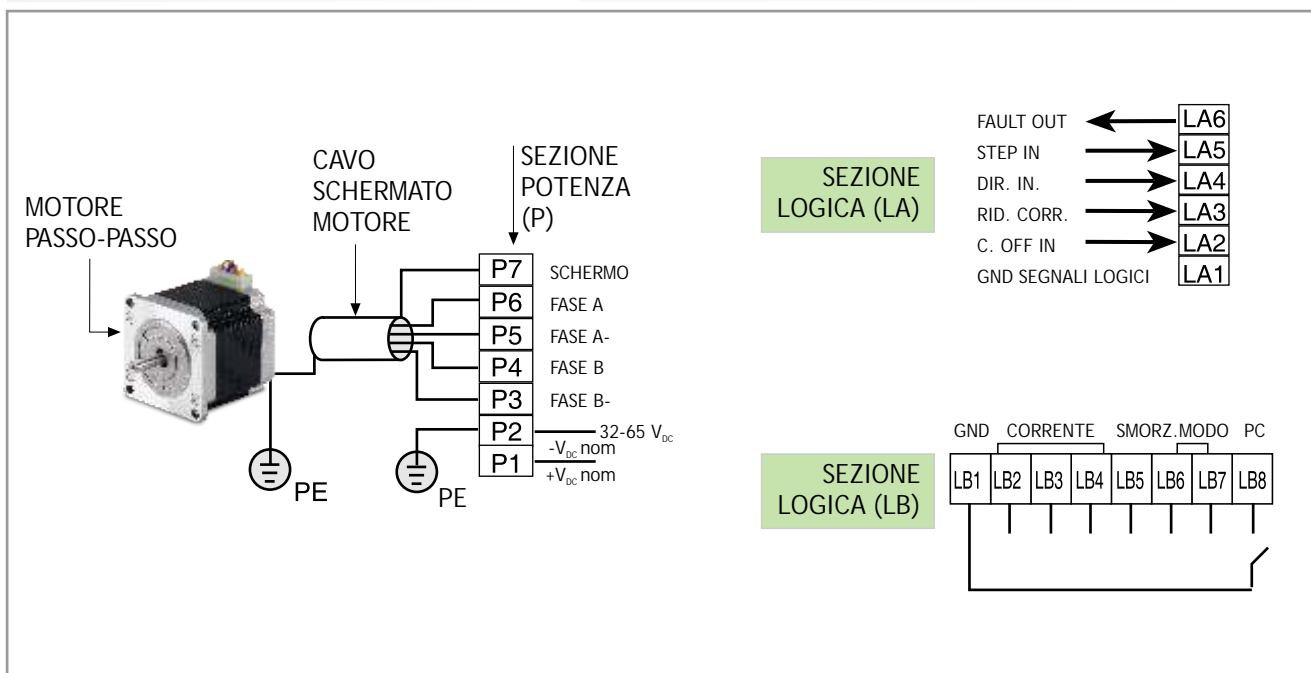 MOTORE
PASSO-PASSO
CAVO
SCHERMATO
MOTORE
SEZIONE
POTENZA
(P)
P7 SCHERMO
P6 FASE A
P5 FASE A-
P4 FASE B
P3 FASE B-
P2 32-65 VDC
-VDC nom
P1
+VDC nom
PE
PE
SEZIONE
LOGICA (LA)
FAULT OUT LA6
STEP IN LA5
DIR. IN. LA4
RID. CORR. LA3
C. OFF IN LA2
GND SEGNALI LOGICI LA1
SEZIONE
LOGICA (LB)
GND CORRENTE SMORZ. MODO PC
LB1 LB2 LB3 LB4 LB5 LB6 LB7 LB8